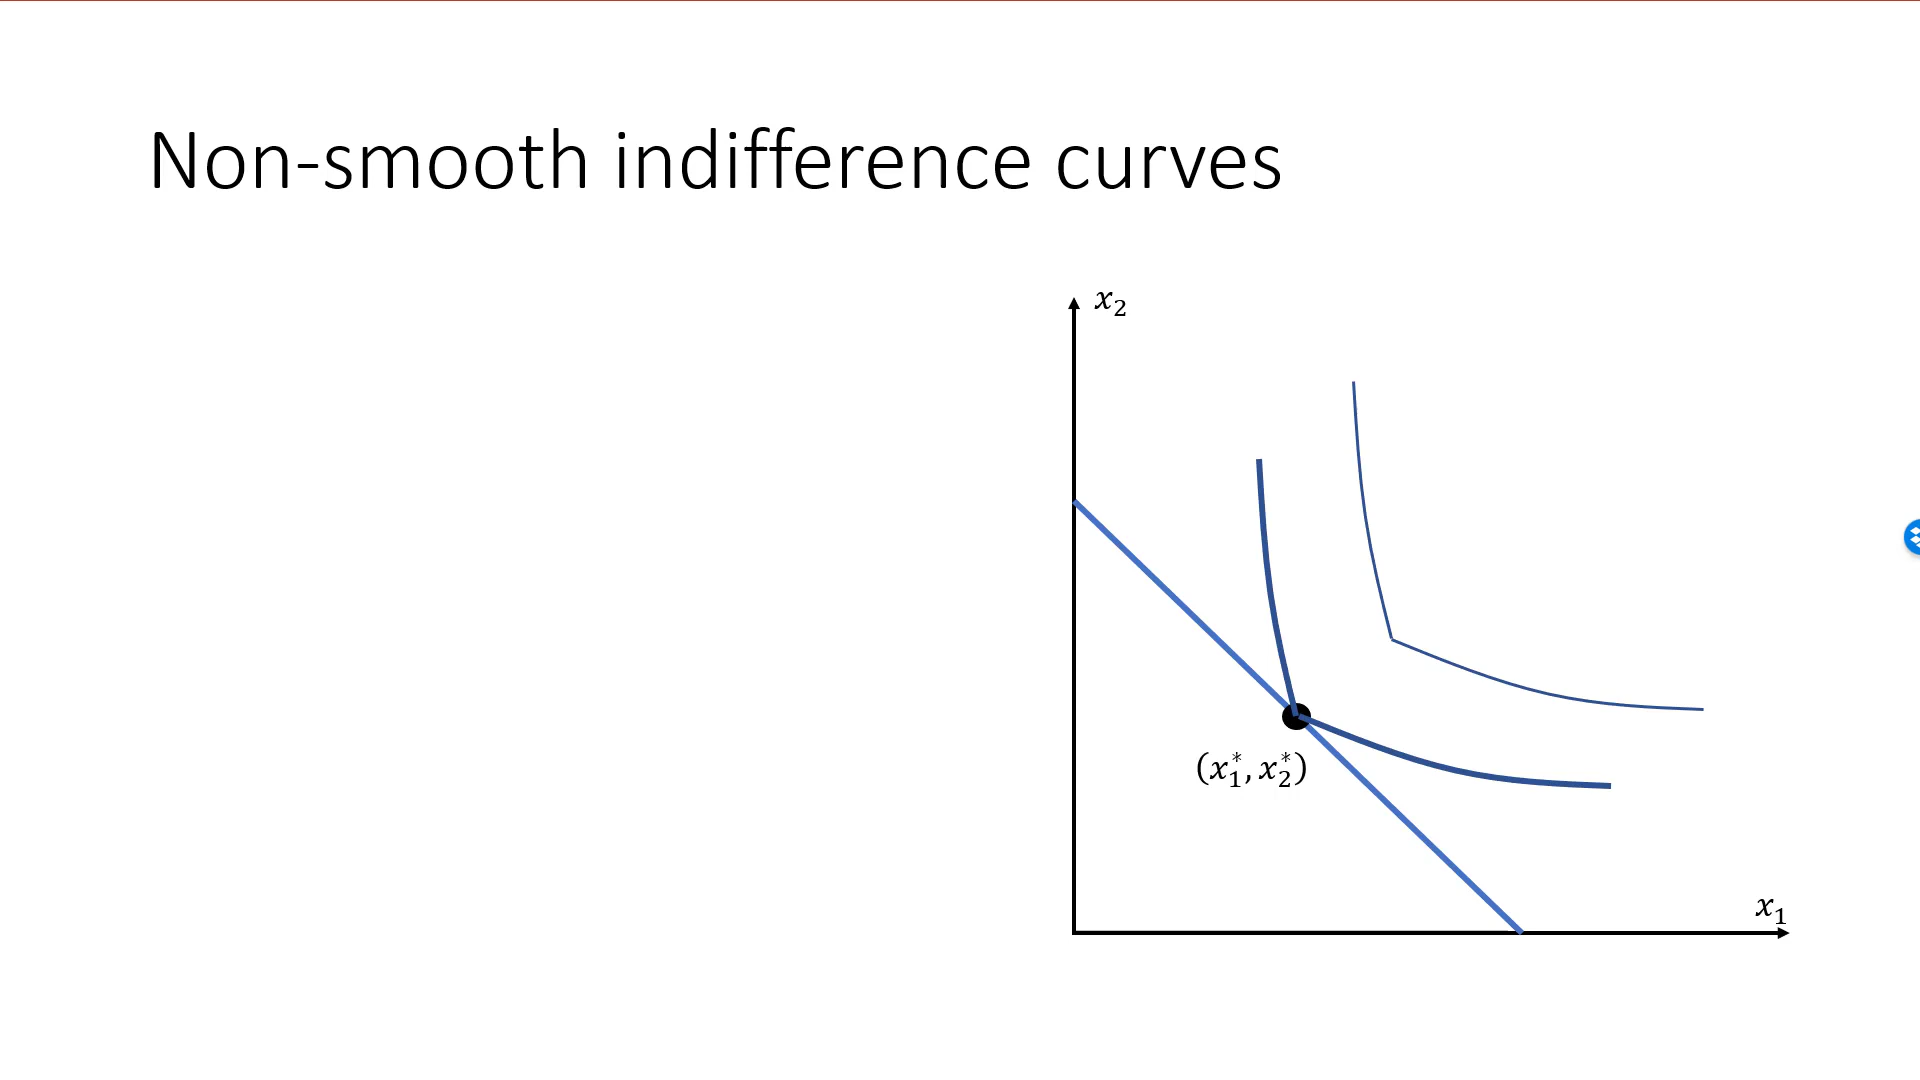 Non-smooth indifference curves
x₂
(x₁*, x₂*)
x₁